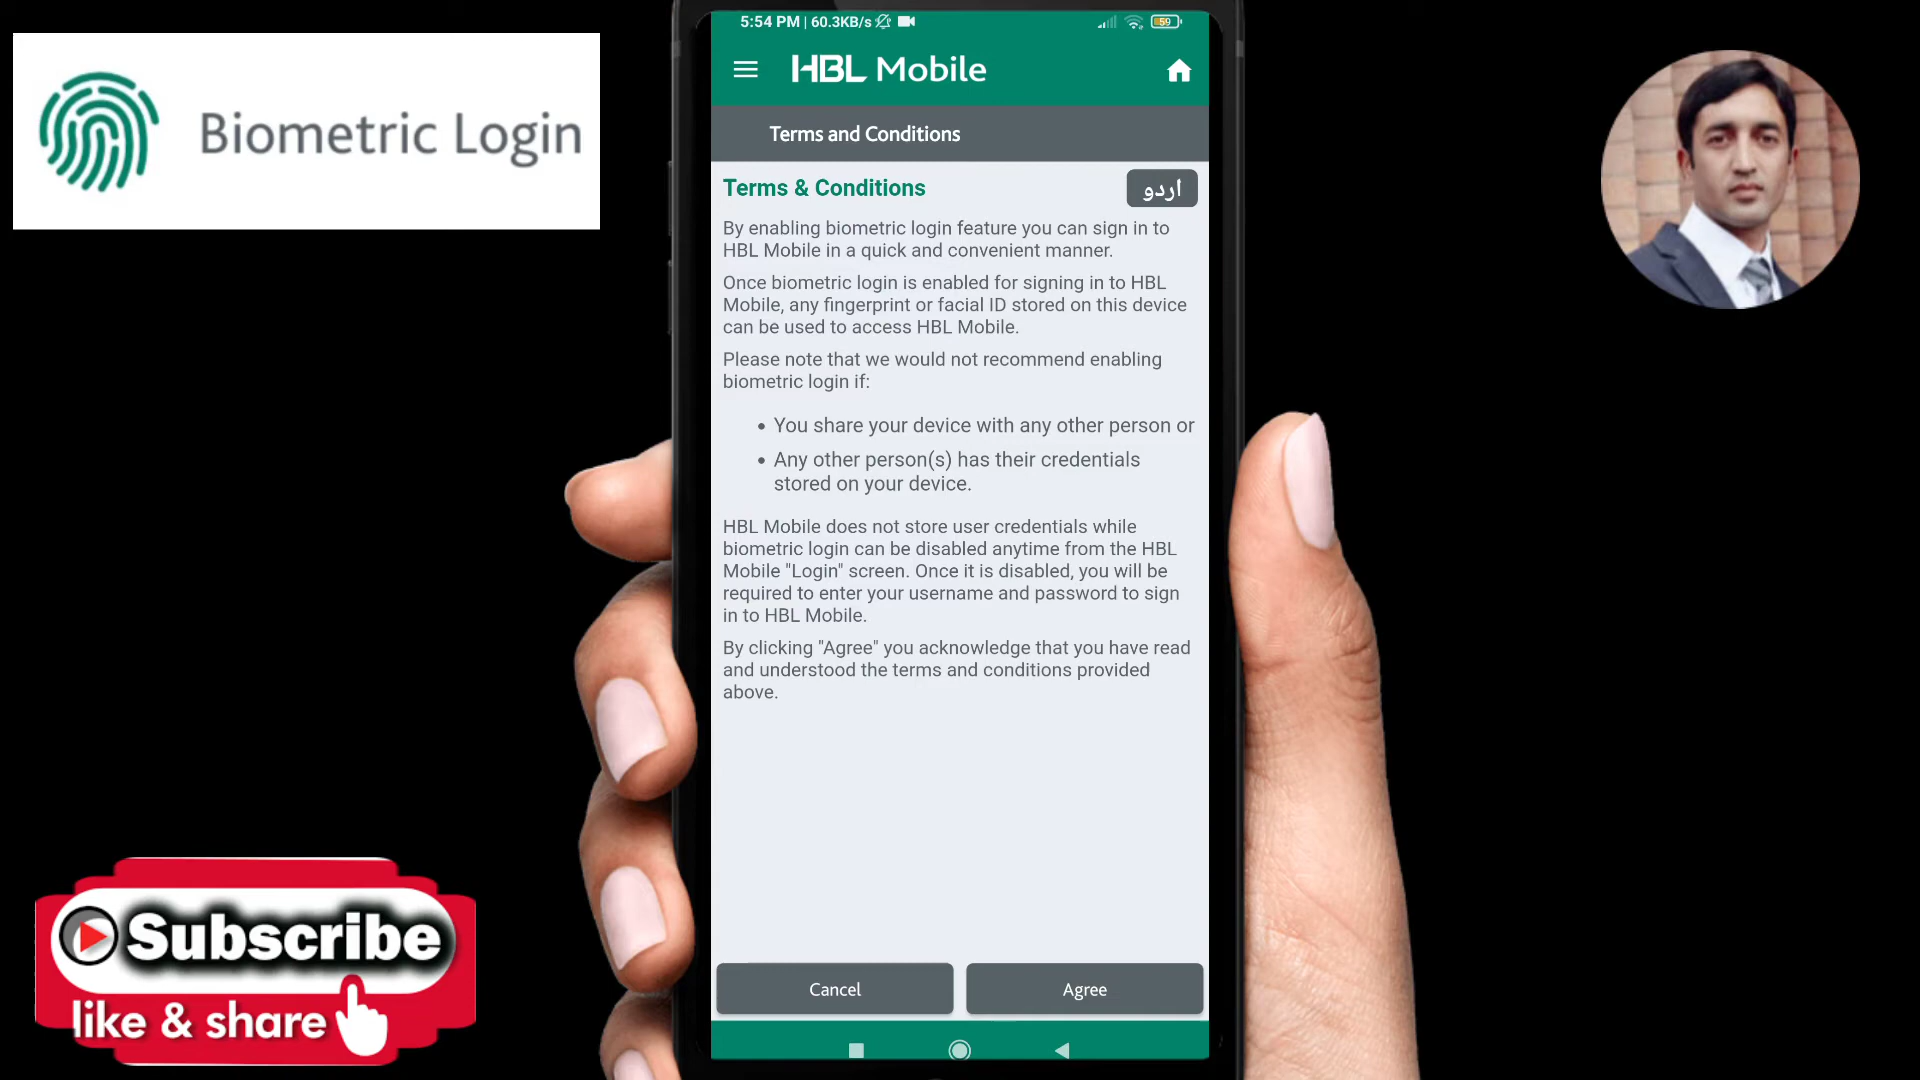 Biometric Login
5:54 PM | 60.3KB/s
59
HBL Mobile
Terms and Conditions
Terms & Conditions
اردو
By enabling biometric login feature you can sign in to
HBL Mobile in a quick and convenient manner.
Once biometric login is enabled for signing in to HBL
Mobile, any fingerprint or facial ID stored on this device
can be used to access HBL Mobile.
Please note that we would not recommend enabling
biometric login if:
• You share your device with any other person or
• Any other person(s) has their credentials
stored on your device.
HBL Mobile does not store user credentials while
biometric login can be disabled anytime from the HBL
Mobile "Login" screen. Once it is disabled, you will be
required to enter your username and password to sign
in to HBL Mobile.
By clicking "Agree" you acknowledge that you have read
and understood the terms and conditions provided
above.
Cancel
Agree
Subscribe
like & share